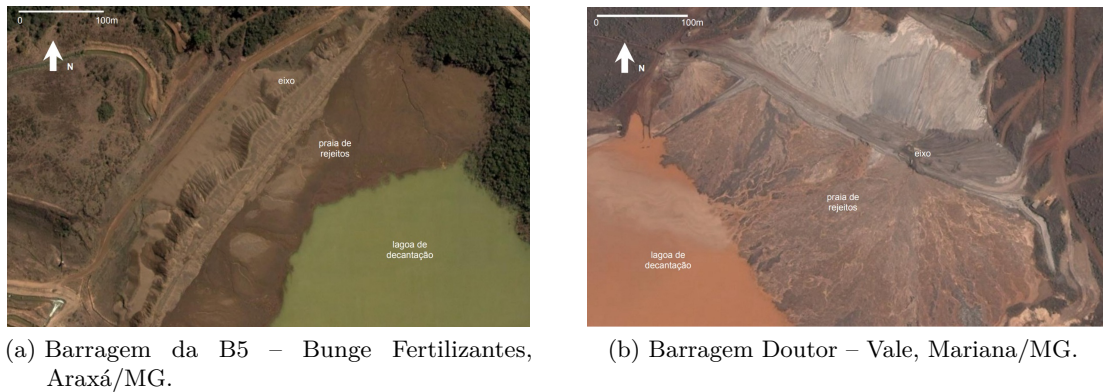 0 100m
N
eixo
praia de
rejeitos
lagoa de
decantação
(a) Barragem da B5 – Bunge Fertilizantes,
Araxá/MG.
0 100m
N
eixo
praia de
rejeitos
lagoa de
decantação
(b) Barragem Doutor – Vale, Mariana/MG.